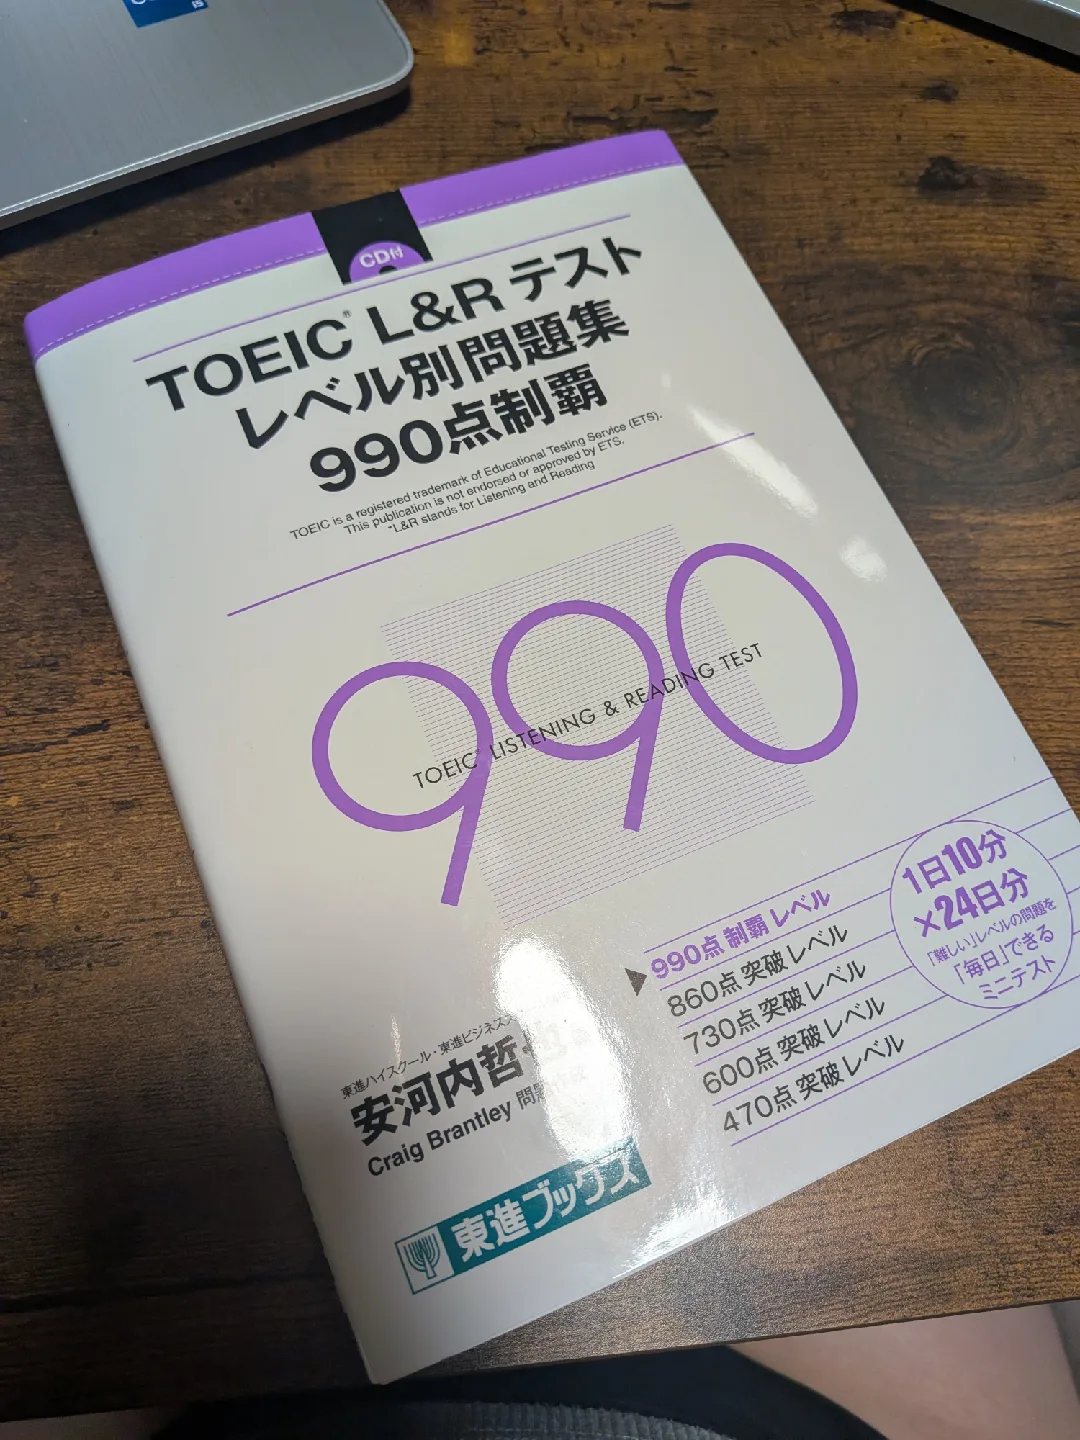 CD付
TOEIC® L&R テスト
レベル別問題集
990点制覇
TOEIC is a registered trademark of Educational Testing Service (ETS).
This publication is not endorsed or approved by ETS.
*L&R stands for Listening and Reading
990
TOEIC® LISTENING & READING TEST
990点 制覇 レベル
860点 突破 レベル
730点 突破 レベル
600点 突破 レベル
470点 突破 レベル
1日10分
×24日分
「難しい」レベルの問題を
「毎日」できる
ミニテスト
東進ハイスクール・東進ビジネスス
安河内哲
Craig Brantley 問題
東進ブックス